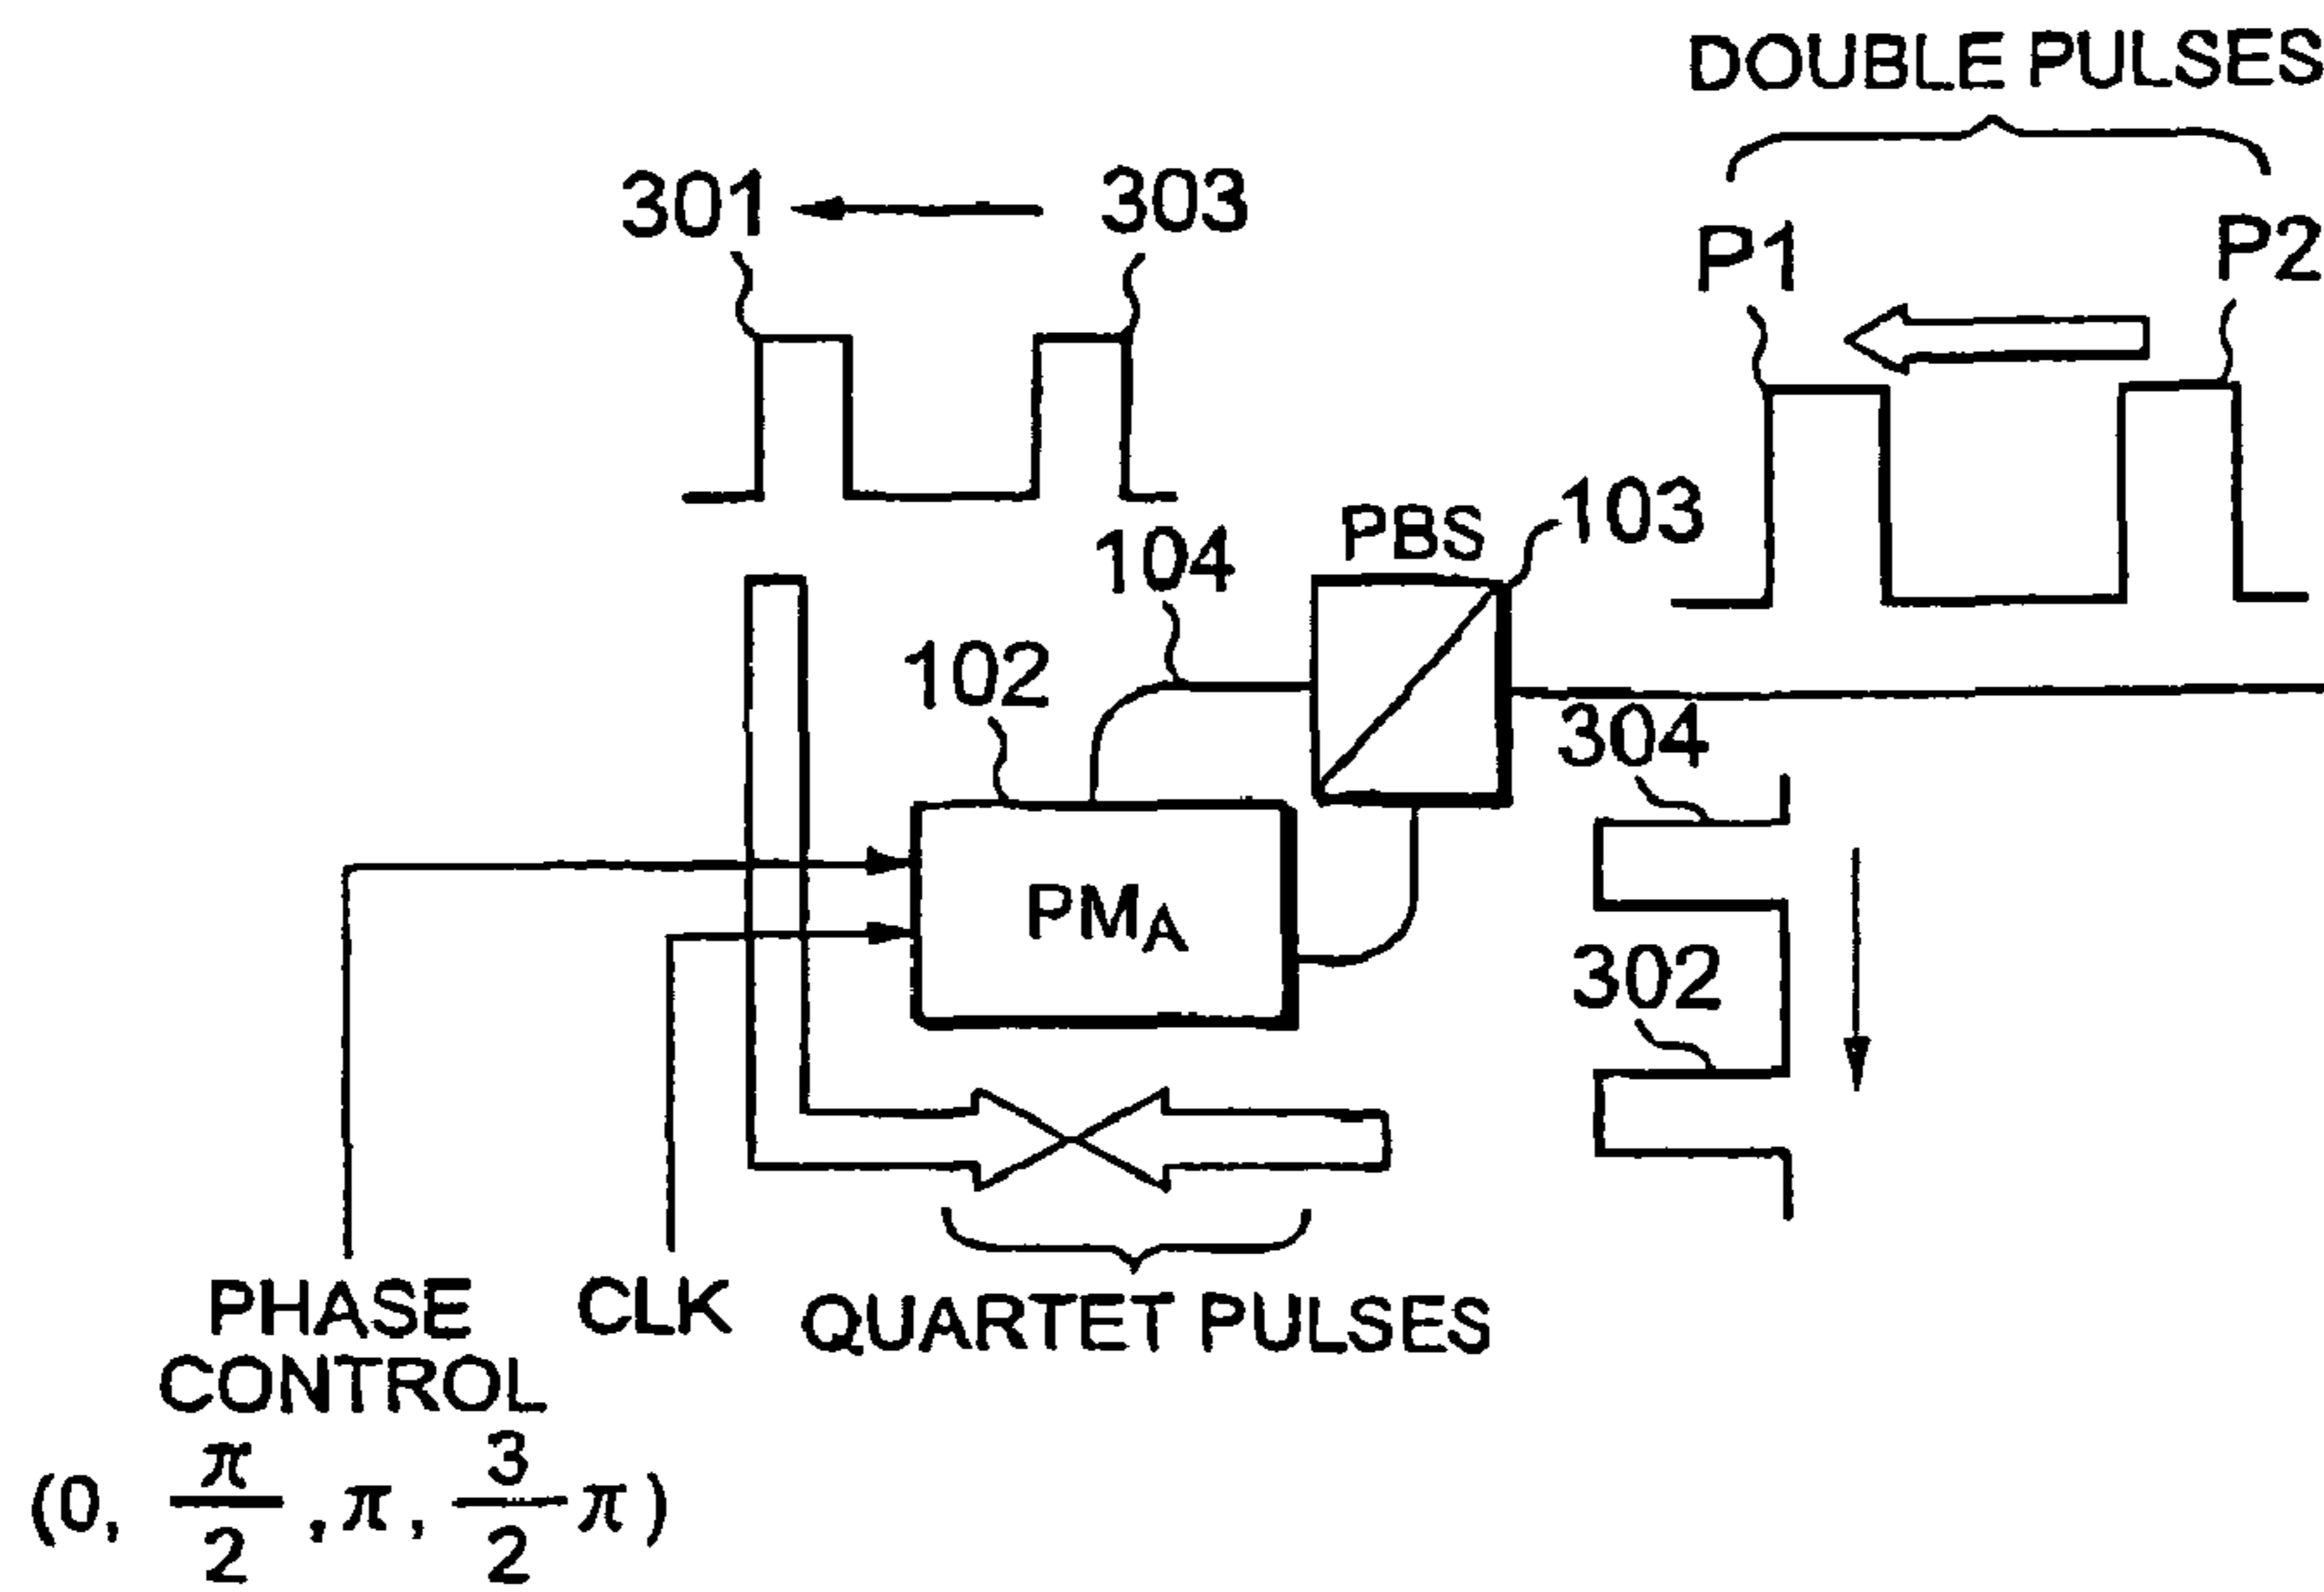 DOUBLE PULSES
301
303
P1
P2
PBS
103
104
102
304
PMA
302
PHASE
CONTROL
(0, π/2, π, 3/2 π)
CLK
QUARTET PULSES